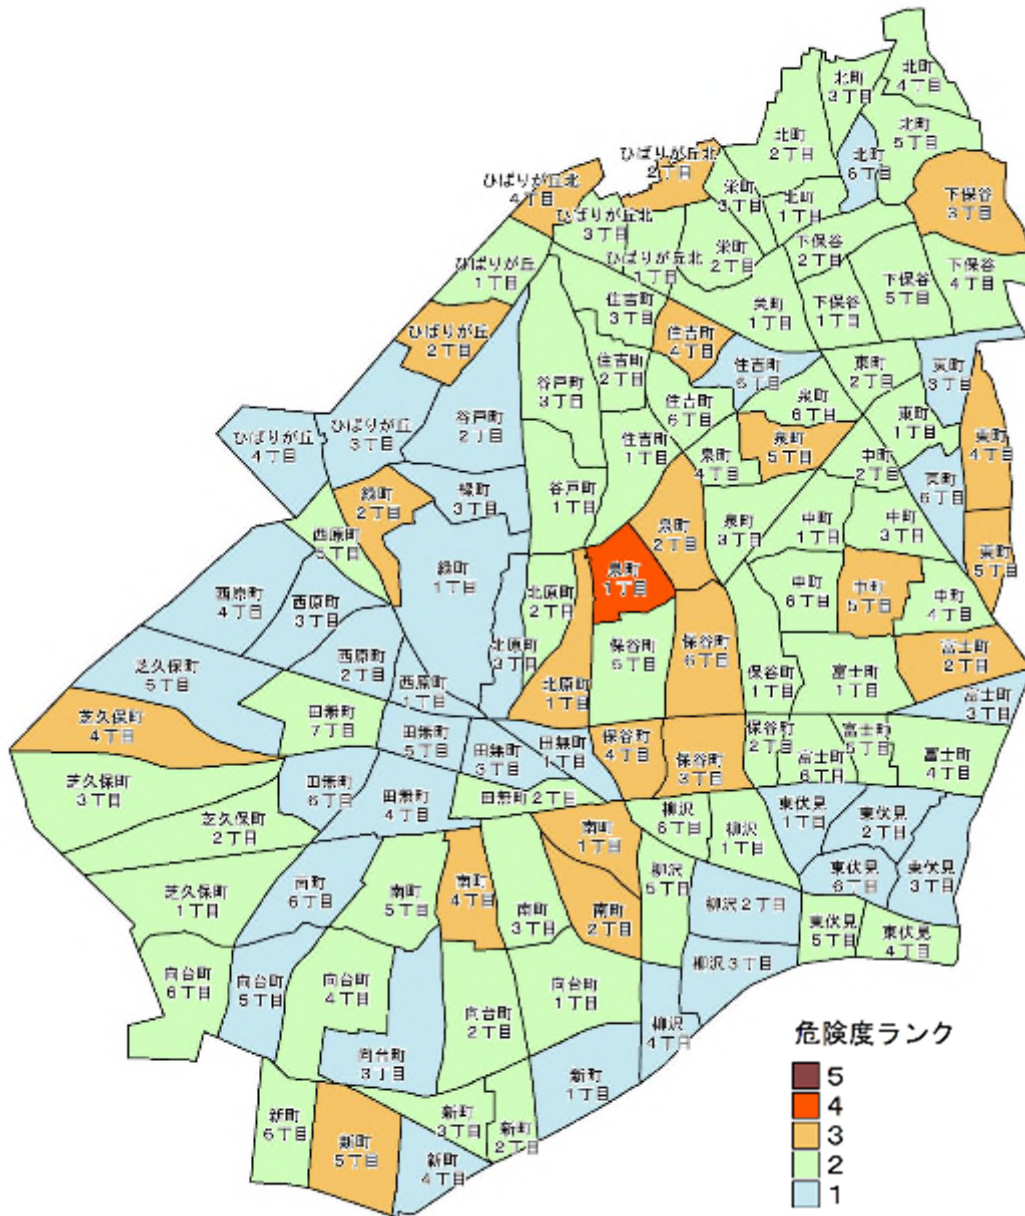 北町
4丁目
北町
3丁目
北町
5丁目
北町
2丁目
北町
6丁目
ひばりが丘北
2丁目
ひばりが丘北
4丁目
栄町
3丁目
北町
1丁目
下保谷
3丁目
ひばりが丘北
3丁目
栄町
2丁目
下保谷
2丁目
ひばりが丘北
1丁目
ひばりが丘
1丁目
下保谷
5丁目
下保谷
4丁目
住吉町
3丁目
栄町
1丁目
下保谷
1丁目
ひばりが丘
2丁目
住吉町
4丁目
住吉町
5丁目
東町
2丁目
東町
3丁目
住吉町
2丁目
谷戸町
3丁目
泉町
6丁目
住吉町
6丁目
東町
1丁目
東町
4丁目
谷戸町
2丁目
ひばりが丘
3丁目
ひばりが丘
4丁目
住吉町
1丁目
泉町
5丁目
泉町
4丁目
中町
2丁目
東町
6丁目
緑町
2丁目
緑町
3丁目
谷戸町
1丁目
泉町
2丁目
泉町
3丁目
中町
1丁目
中町
3丁目
西原町
5丁目
東町
5丁目
緑町
1丁目
泉町
1丁目
西原町
4丁目
西原町
3丁目
北原町
2丁目
中町
6丁目
中町
5丁目
中町
4丁目
北原町
3丁目
保谷町
5丁目
保谷町
6丁目
富士町
2丁目
西原町
2丁目
芝久保町
5丁目
西原町
1丁目
北原町
1丁目
保谷町
1丁目
富士町
1丁目
富士町
3丁目
芝久保町
4丁目
田無町
7丁目
田無町
5丁目
田無町
3丁目
田無町
1丁目
保谷町
4丁目
保谷町
3丁目
保谷町
2丁目
富士町
6丁目
富士町
5丁目
富士町
4丁目
芝久保町
3丁目
田無町
6丁目
田無町
4丁目
田無町2丁目
芝久保町
2丁目
南町
1丁目
柳沢
6丁目
柳沢
1丁目
東伏見
1丁目
東伏見
2丁目
芝久保町
1丁目
南町
6丁目
南町
5丁目
南町
4丁目
南町
3丁目
南町
2丁目
柳沢
5丁目
柳沢2丁目
東伏見
6丁目
東伏見
3丁目
東伏見
5丁目
東伏見
4丁目
向台町
6丁目
向台町
5丁目
向台町
4丁目
向台町
1丁目
柳沢3丁目
向台町
2丁目
柳沢
4丁目
向台町
3丁目
新町
1丁目
新町
6丁目
新町
3丁目
新町
2丁目
新町
5丁目
新町
4丁目
危険度ランク
5
4
3
2
1